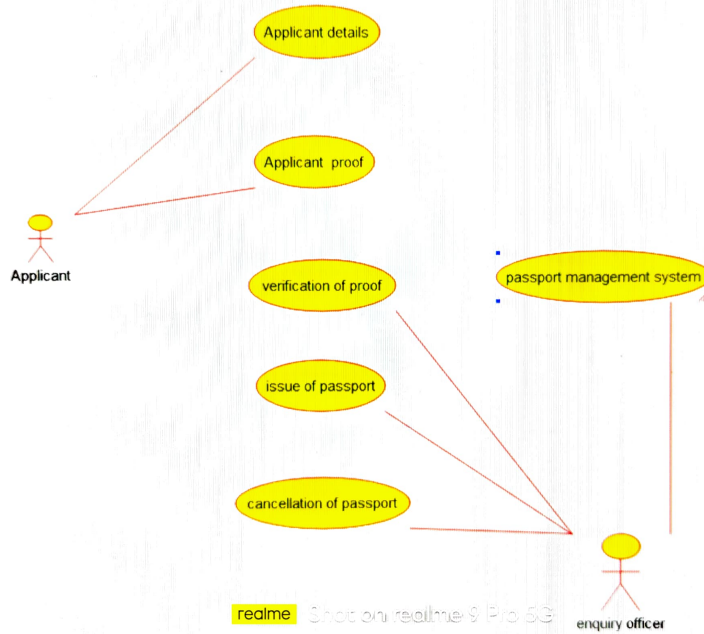 Applicant details
Applicant proof
Applicant
verification of proof
passport management system
issue of passport
cancellation of passport
realme Shot on realme 9 Pro 5G
enquiry officer